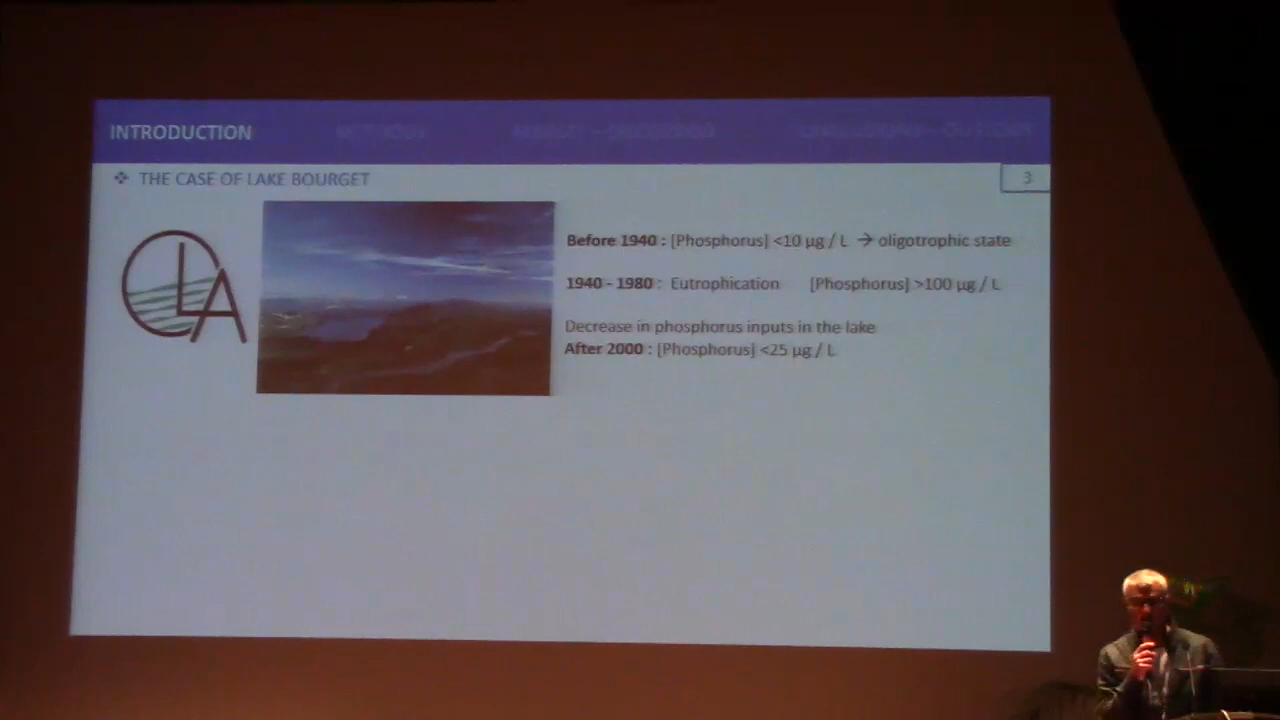 INTRODUCTION
❖ THE CASE OF LAKE BOURGET
3
OLA
Before 1940 : [Phosphorus] <10 µg / L → oligotrophic state
1940 - 1980 : Eutrophication [Phosphorus] >100 µg / L
Decrease in phosphorus inputs in the lake
After 2000 : [Phosphorus] <25 µg / L